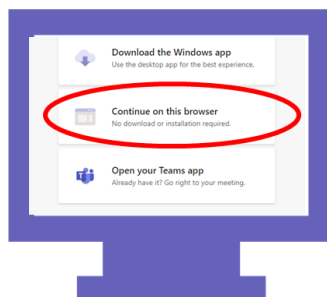 Download the Windows app
Use the desktop app for the best experience.
Continue on this browser
No download or installation required.
Open your Teams app
Already have it? Go right to your meeting.